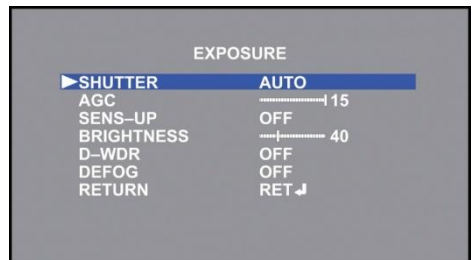 EXPOSURE
►SHUTTER AUTO
AGC 15
SENS–UP OFF
BRIGHTNESS 40
D–WDR OFF
DEFOG OFF
RETURN RET↲